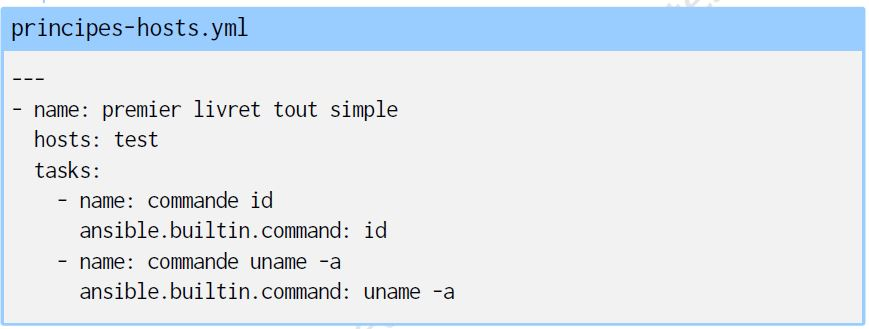 principes-hosts.yml
---
- name: premier livret tout simple
  hosts: test
  tasks:
    - name: commande id
      ansible.builtin.command: id
    - name: commande uname -a
      ansible.builtin.command: uname -a